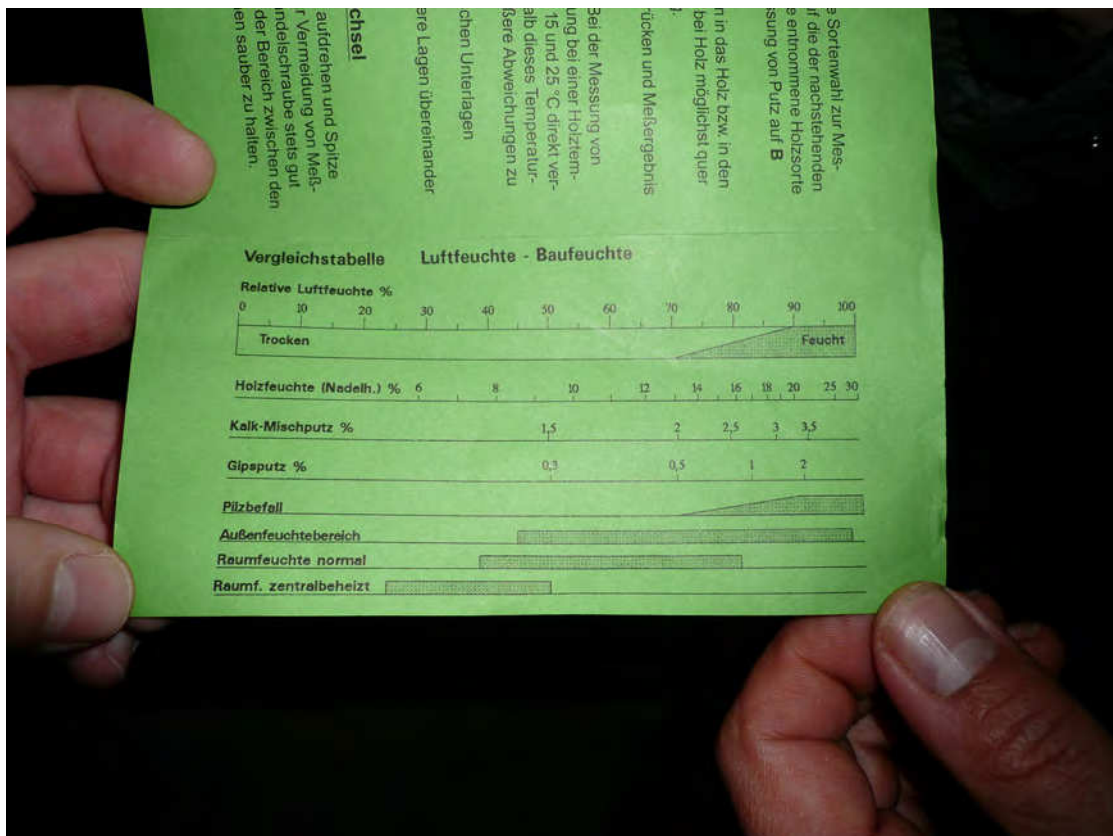 e Sortenwahl zur Mes-
f die der nachstehenden
e entnommene Holzsorte
ssung von Putz auf B
n in das Holz bzw. in den
bei Holz möglichst quer
rücken und Meßergebnis
Bei der Messung von
ung bei einer Holztem-
15 und 25 °C direkt ver-
alb dieses Temperatur-
ßere Abweichungen zu
chen Unterlagen
ere Lagen übereinander
chsel
aufdrehen und Spitze
r Vermeidung von Meß-
ndelschraube stets gut
der Bereich zwischen den
en sauber zu halten.
Vergleichstabelle Luftfeuchte - Baufeuchte
Relative Luftfeuchte %
0 10 20 30 40 50 60 70 80 90 100
Trocken Feucht
Holzfeuchte (Nadelh.) % 6 8 10 12 14 16 18 20 25 30
Kalk-Mischputz % 1,5 2 2,5 3 3,5
Gipsputz % 0,3 0,5 1 2
Pilzbefall
Außenfeuchtebereich
Raumfeuchte normal
Raumf. zentralbeheizt